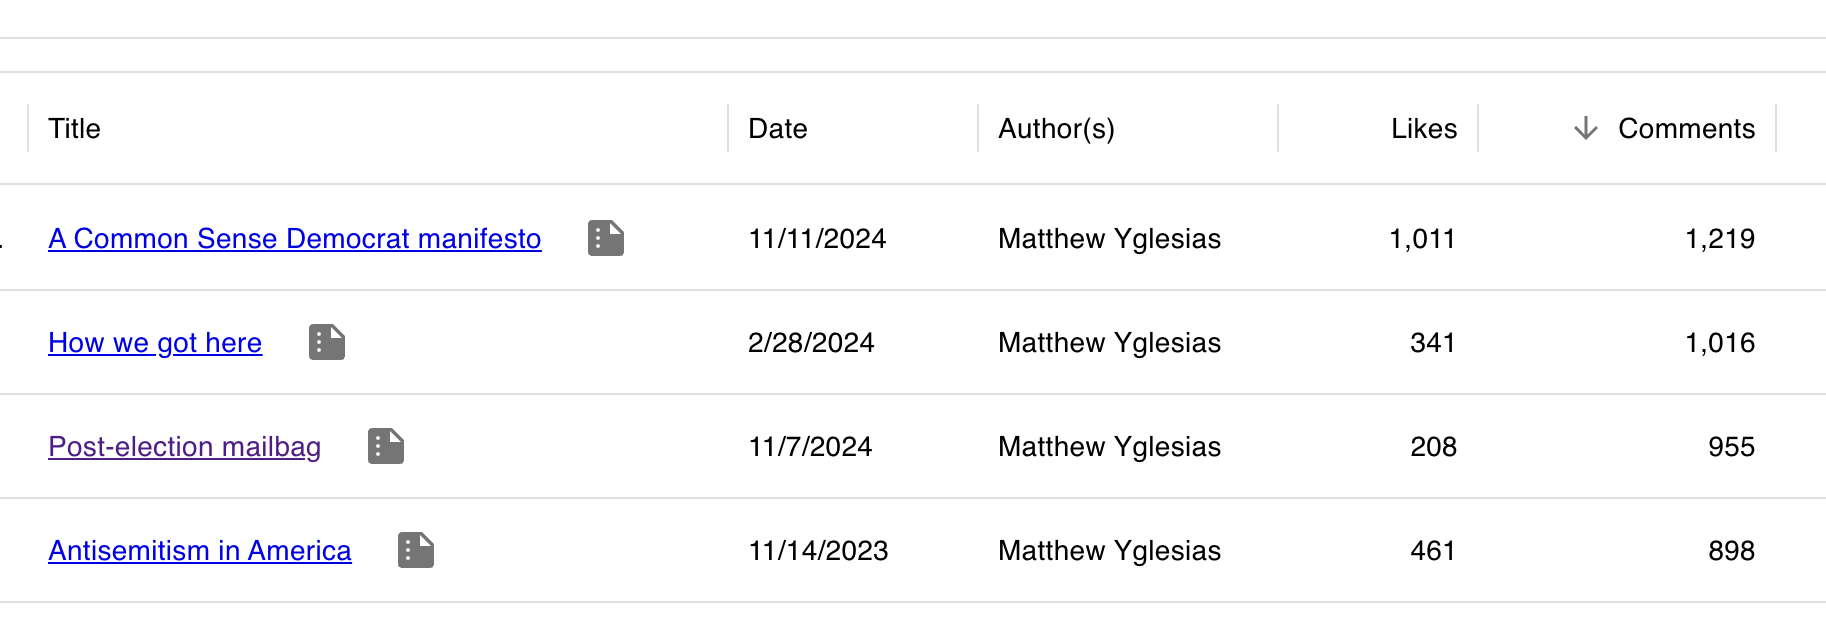 Title Date Author(s) Likes Comments
A Common Sense Democrat manifesto 11/11/2024 Matthew Yglesias 1,011 1,219
How we got here 2/28/2024 Matthew Yglesias 341 1,016
Post-election mailbag 11/7/2024 Matthew Yglesias 208 955
Antisemitism in America 11/14/2023 Matthew Yglesias 461 898